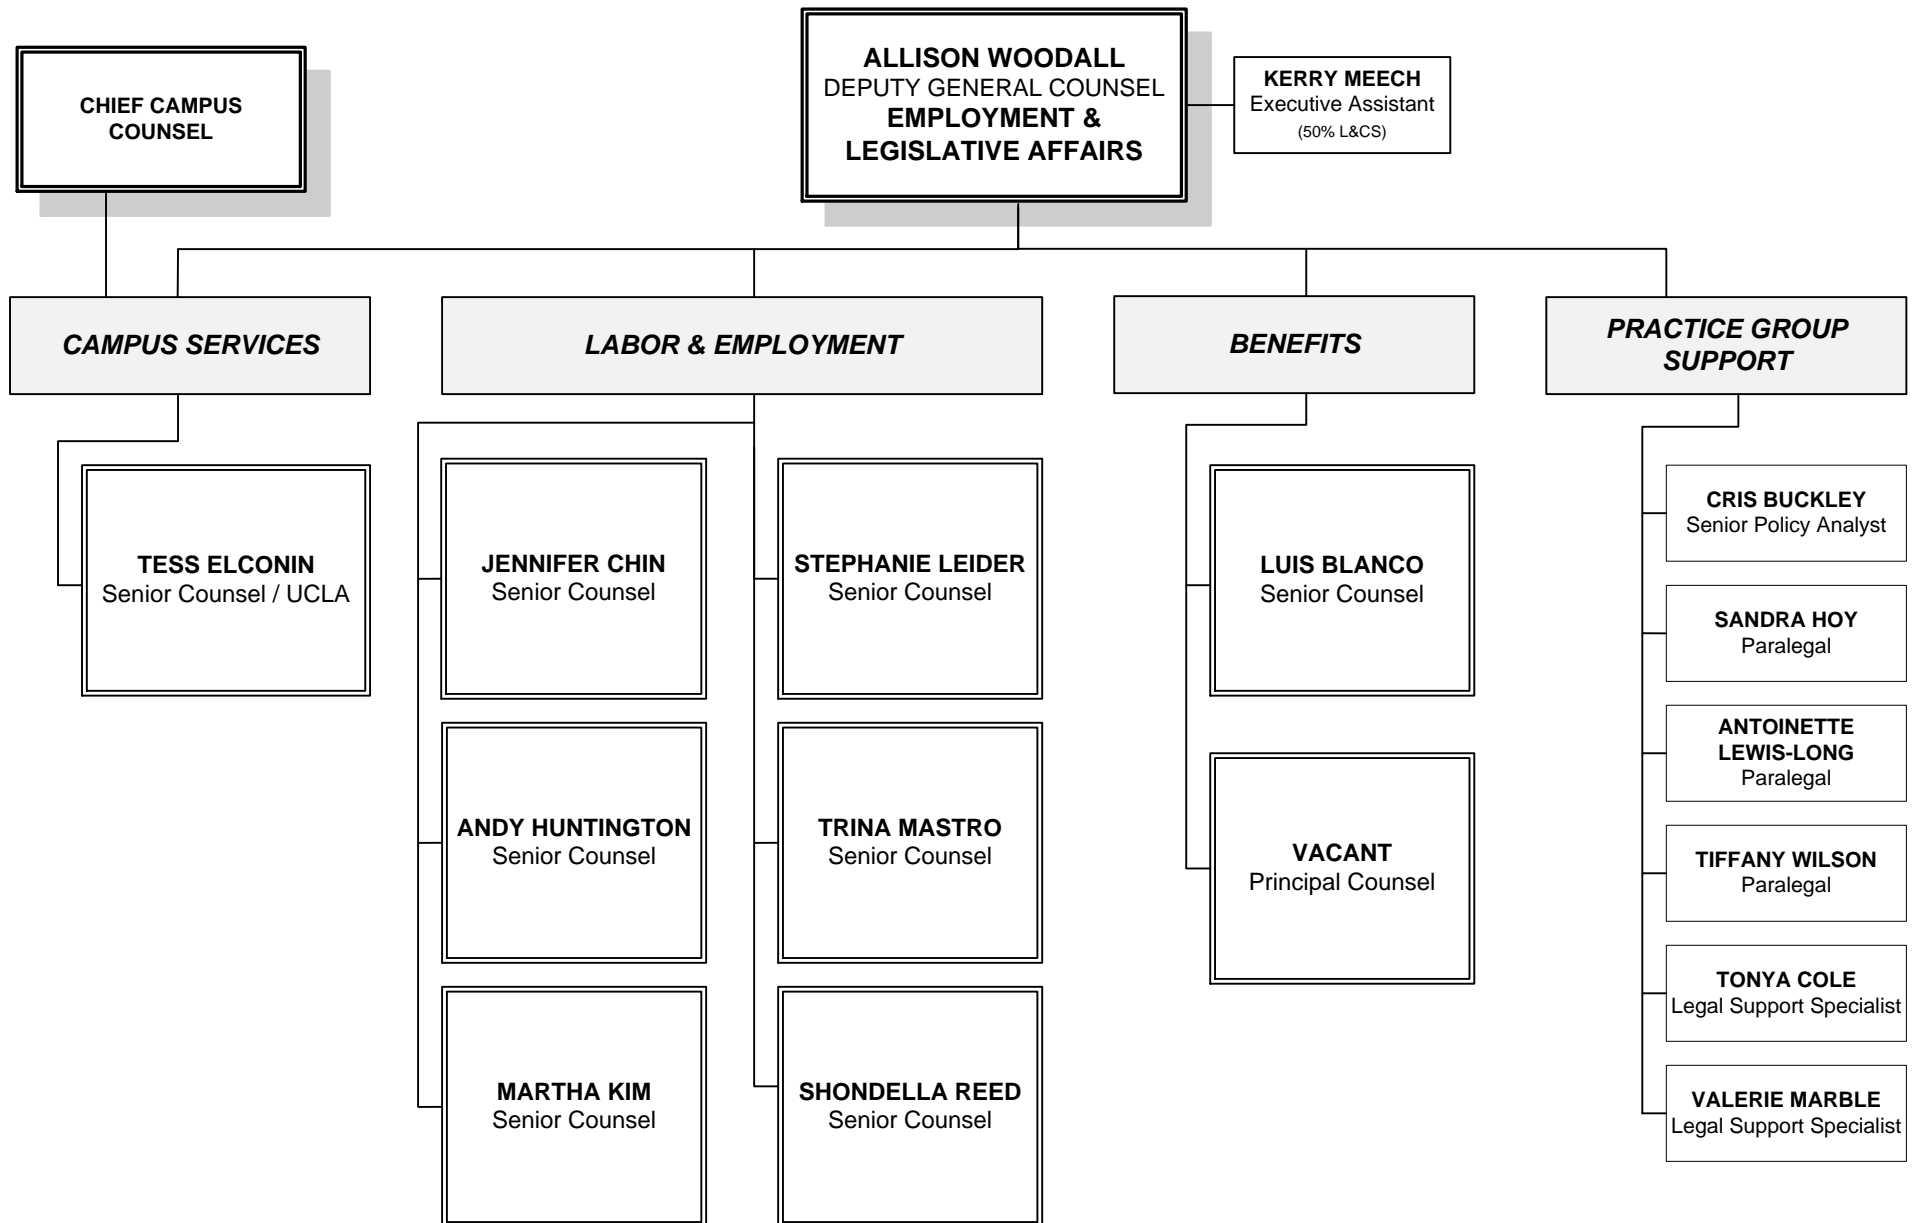 CHIEF CAMPUS
COUNSEL
ALLISON WOODALL
DEPUTY GENERAL COUNSEL
EMPLOYMENT &
LEGISLATIVE AFFAIRS
KERRY MEECH
Executive Assistant
(50% L&CS)
CAMPUS SERVICES
LABOR & EMPLOYMENT
BENEFITS
PRACTICE GROUP
SUPPORT
TESS ELCONIN
Senior Counsel / UCLA
JENNIFER CHIN
Senior Counsel
STEPHANIE LEIDER
Senior Counsel
ANDY HUNTINGTON
Senior Counsel
TRINA MASTRO
Senior Counsel
MARTHA KIM
Senior Counsel
SHONDELLA REED
Senior Counsel
LUIS BLANCO
Senior Counsel
VACANT
Principal Counsel
CRIS BUCKLEY
Senior Policy Analyst
SANDRA HOY
Paralegal
ANTOINETTE
LEWIS-LONG
Paralegal
TIFFANY WILSON
Paralegal
TONYA COLE
Legal Support Specialist
VALERIE MARBLE
Legal Support Specialist